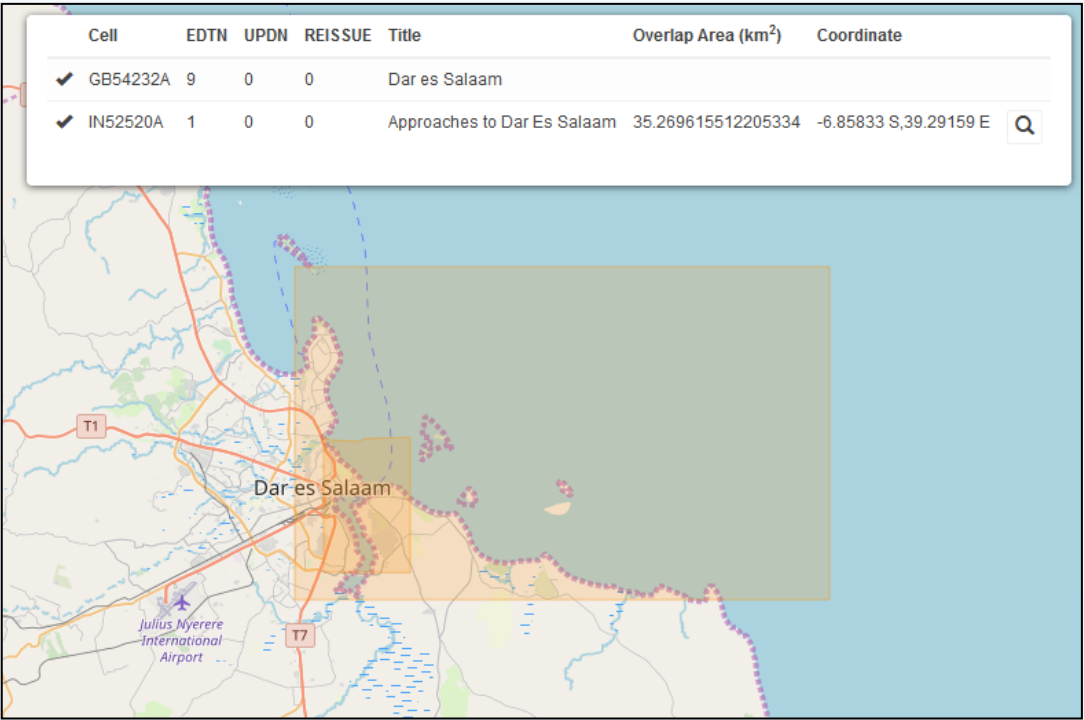 Cell EDTN UPDN REISSUE Title Overlap Area (km²) Coordinate
GB54232A 9 0 0 Dar es Salaam
IN52520A 1 0 0 Approaches to Dar Es Salaam 35.269615512205334 -6.85833 S,39.29159 E
T1
Dar es Salaam
Julius Nyerere
International
Airport
T7